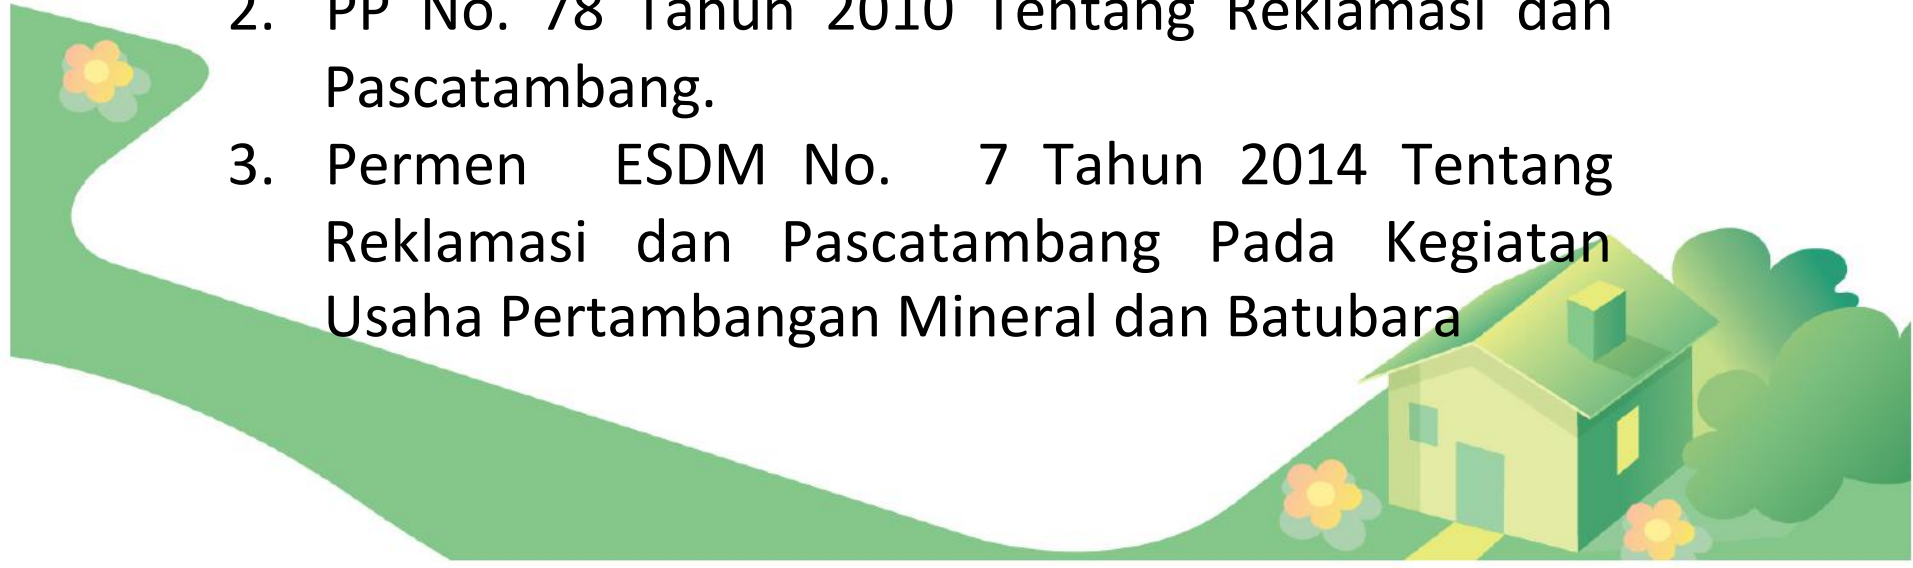 2. PP No. 78 Tahun 2010 Tentang Reklamasi dan
Pascatambang.
3. Permen ESDM No. 7 Tahun 2014 Tentang
Reklamasi dan Pascatambang Pada Kegiatan
Usaha Pertambangan Mineral dan Batubara